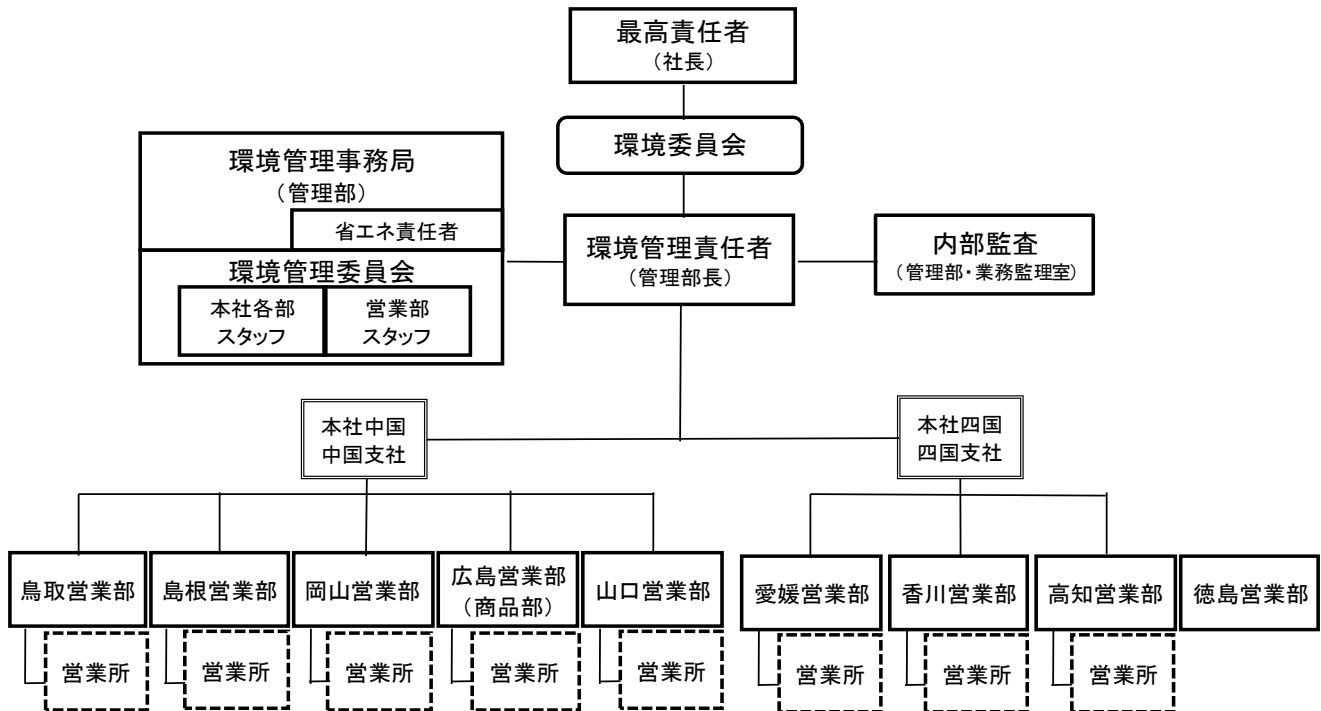 最高責任者
（社長）
環境委員会
環境管理事務局
（管理部）
省エネ責任者
環境管理委員会
本社各部
スタッフ
営業部
スタッフ
環境管理責任者
（管理部長）
内部監査
（管理部・業務監理室）
本社中国
中国支社
本社四国
四国支社
鳥取営業部
島根営業部
岡山営業部
広島営業部
（商品部）
山口営業部
愛媛営業部
香川営業部
高知営業部
徳島営業部
営業所
営業所
営業所
営業所
営業所
営業所
営業所
営業所